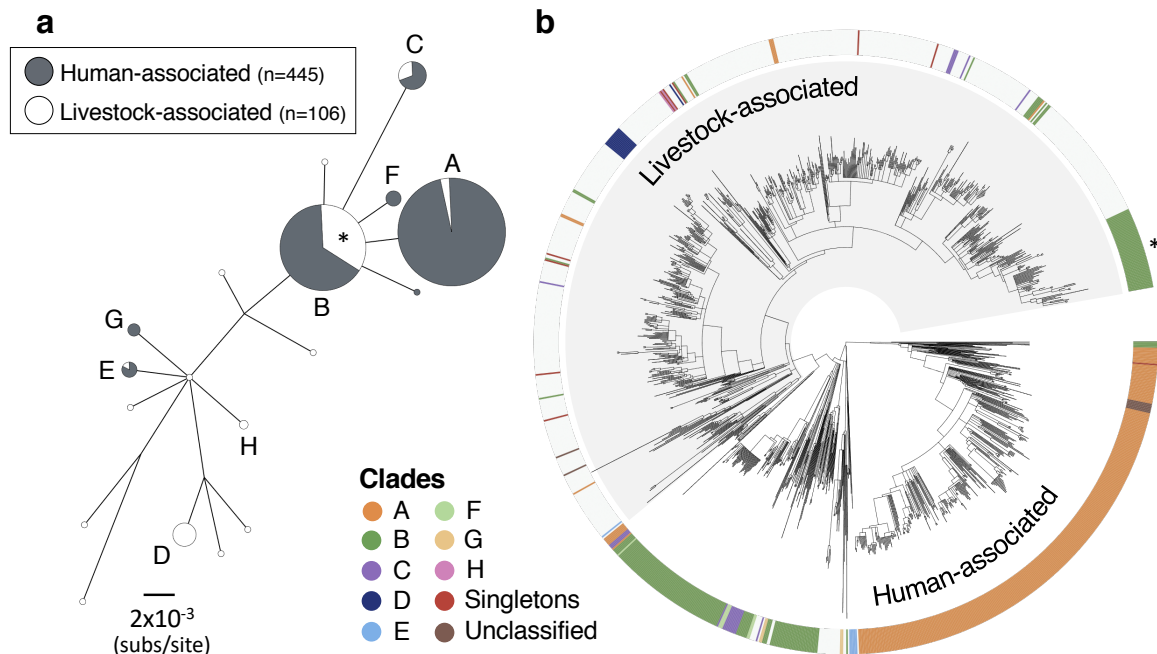 a
Human-associated (n=445)
Livestock-associated (n=106)
C
F
A
*
B
G
E
H
D
2x10⁻³
(subs/site)
b
Livestock-associated
*
Human-associated
Clades
A
B
C
D
E
F
G
H
Singletons
Unclassified